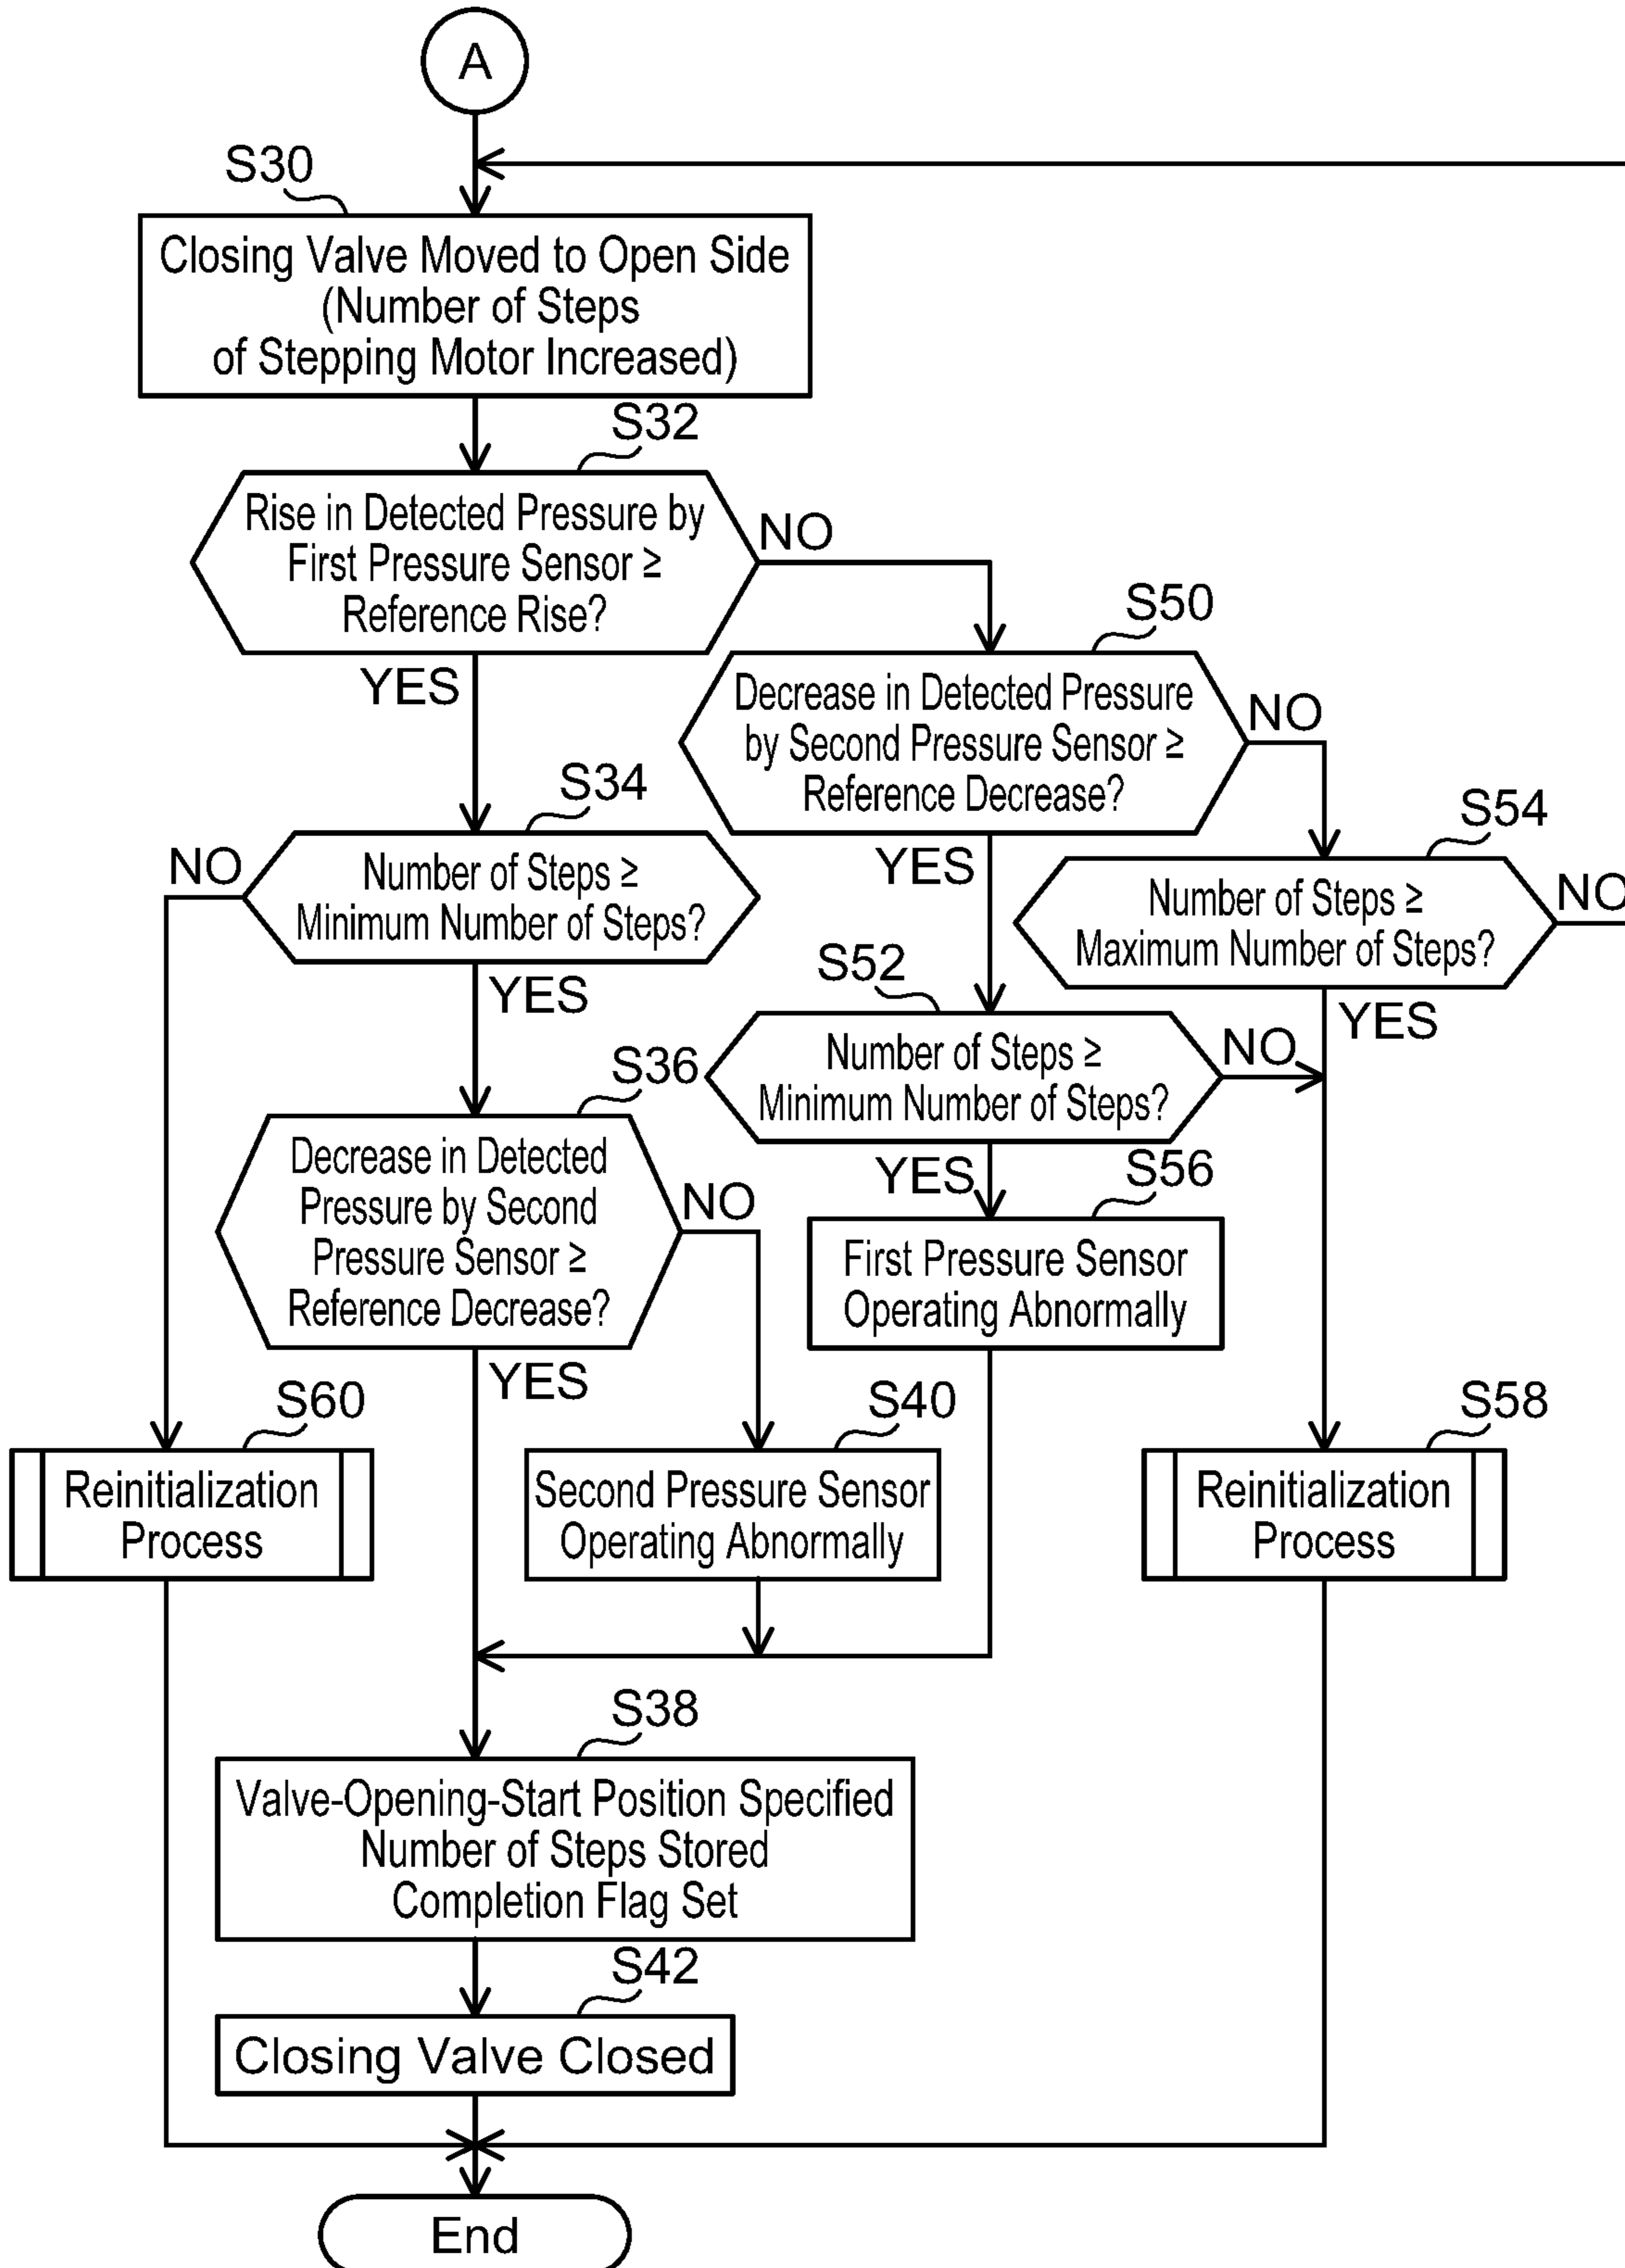 A
S30
Closing Valve Moved to Open Side
(Number of Steps
of Stepping Motor Increased)
S32
Rise in Detected Pressure by
First Pressure Sensor ≥
Reference Rise?
NO
YES
S50
Decrease in Detected Pressure
by Second Pressure Sensor ≥
Reference Decrease?
NO
YES
S34
Number of Steps ≥
Minimum Number of Steps?
NO
YES
S54
Number of Steps ≥
Maximum Number of Steps?
NO
YES
S52
Number of Steps ≥
Minimum Number of Steps?
NO
YES
S36
Decrease in Detected
Pressure by Second
Pressure Sensor ≥
Reference Decrease?
NO
YES
S56
First Pressure Sensor
Operating Abnormally
S60
Reinitialization
Process
S40
Second Pressure Sensor
Operating Abnormally
S58
Reinitialization
Process
S38
Valve-Opening-Start Position Specified
Number of Steps Stored
Completion Flag Set
S42
Closing Valve Closed
End